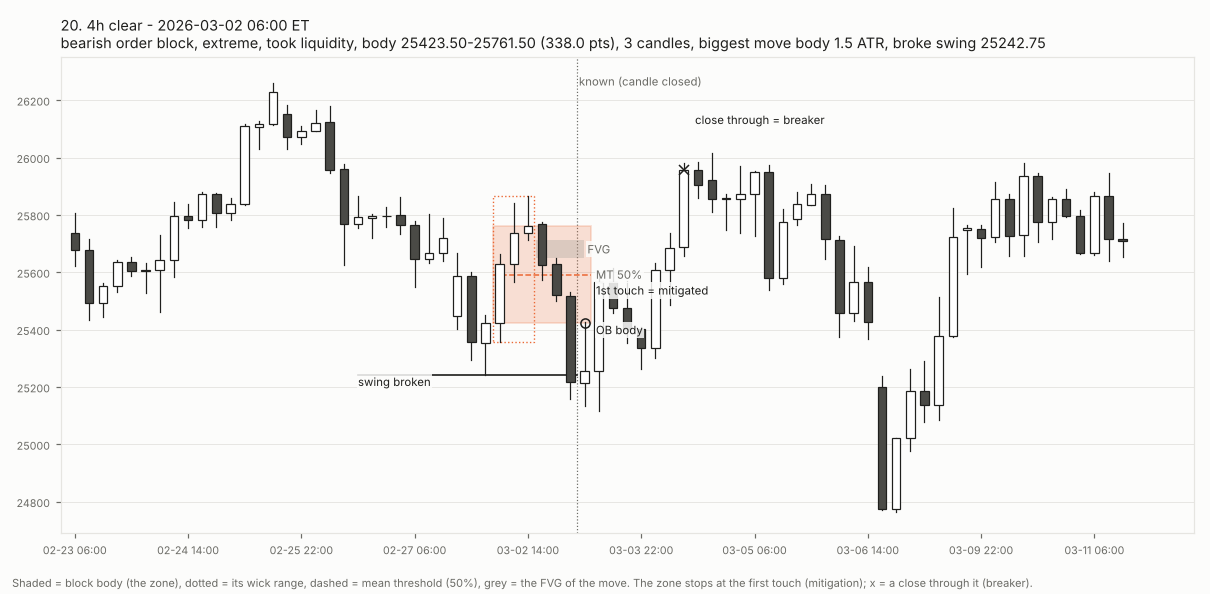 20. 4h clear - 2026-03-02 06:00 ET
bearish order block, extreme, took liquidity, body 25423.50-25761.50 (338.0 pts), 3 candles, biggest move body 1.5 ATR, broke swing 25242.75
known (candle closed)
close through = breaker
26200
26000
25800
25600
25400
25200
25000
24800
FVG
MT 50%
1st touch = mitigated
OB body
swing broken
02-23 06:00
02-24 14:00
02-25 22:00
02-27 06:00
03-02 14:00
03-03 22:00
03-05 06:00
03-06 14:00
03-09 22:00
03-11 06:00
Shaded = block body (the zone), dotted = its wick range, dashed = mean threshold (50%), grey = the FVG of the move. The zone stops at the first touch (mitigation); x = a close through it (breaker).